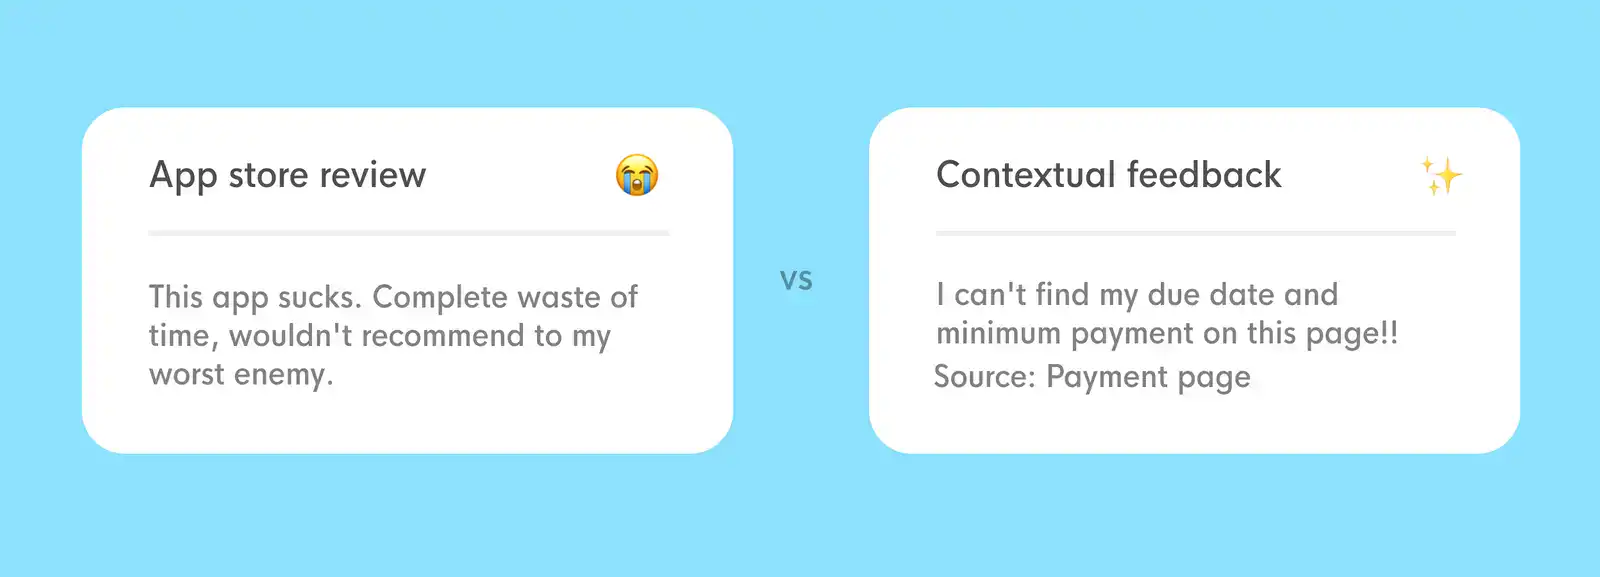 App store review 😭
This app sucks. Complete waste of
time, wouldn't recommend to my
worst enemy.
vs
Contextual feedback ✨
I can't find my due date and
minimum payment on this page!!
Source: Payment page